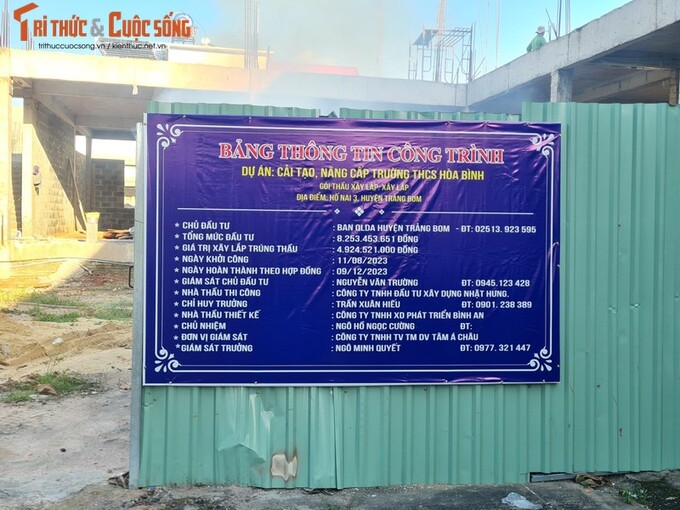 TRI THỨC & CUỘC SỐNG
trithuccuocsong.vn / kienthuc.net.vn
BẢNG THÔNG TIN CÔNG TRÌNH
DỰ ÁN: CẢI TẠO, NÂNG CẤP TRƯỜNG THCS HÒA BÌNH
GÓI THẦU XÂY LẮP: XÂY LẮP
ĐỊA ĐIỂM: HỐ NAI 3, HUYỆN TRẢNG BOM
* CHỦ ĐẦU TƯ : BAN QLDA HUYỆN TRẢNG BOM - ĐT: 02513. 923 595
* TỔNG MỨC ĐẦU TƯ : 8.253.453.651 ĐỒNG
* GIÁ TRỊ XÂY LẮP TRÚNG THẦU : 4.924.521.000 ĐỒNG
* NGÀY KHỞI CÔNG : 11/08/2023
* NGÀY HOÀN THÀNH THEO HỢP ĐỒNG : 09/12/2023
* GIÁM SÁT CHỦ ĐẦU TƯ : NGUYỄN VĂN TRƯỜNG ĐT: 0945.123 428
* NHÀ THẦU THI CÔNG : CÔNG TY TNHH ĐẦU TƯ XÂY DỰNG NHẬT HƯNG.
* CHỈ HUY TRƯỞNG : TRẦN XUÂN HIẾU ĐT: 0901. 238 389
* NHÀ THẦU THIẾT KẾ : CÔNG TY TNHH XD PHÁT TRIỂN BÌNH AN
* CHỦ NHIỆM : NGÔ HỒ NGỌC CƯỜNG ĐT:
* ĐƠN VỊ GIÁM SÁT : CÔNG TY TNHH TV TM DV TÂM Á CHÂU
*GIÁM SÁT TRƯỞNG : NGÔ MINH QUYẾT ĐT: 0977. 321 447